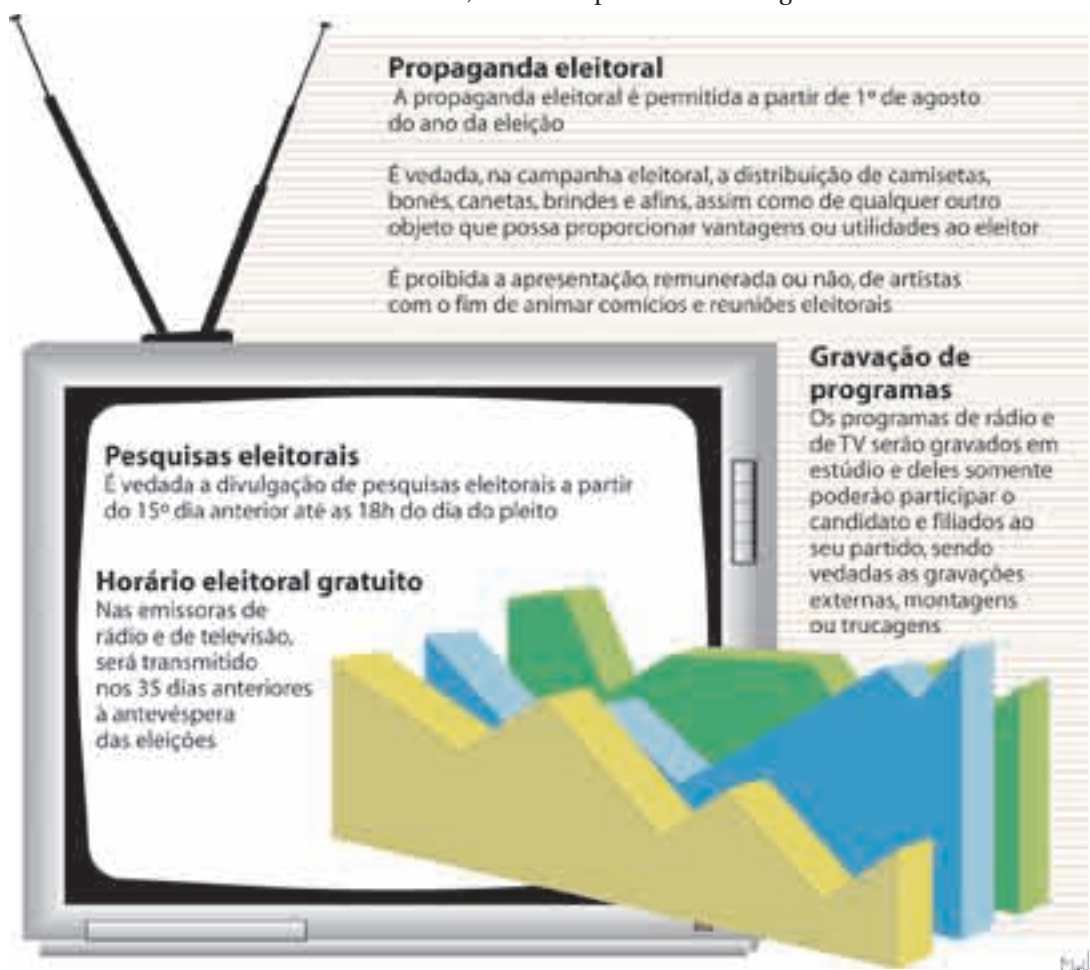 Propaganda eleitoral
A propaganda eleitoral é permitida a partir de 1º de agosto
do ano da eleição
É vedada, na campanha eleitoral, a distribuição de camisetas,
bonés, canetas, brindes e afins, assim como de qualquer outro
objeto que possa proporcionar vantagens ou utilidades ao eleitor
É proibida a apresentação, remunerada ou não, de artistas
com o fim de animar comícios e reuniões eleitorais
Gravação de
programas
Os programas de rádio e
de TV serão gravados em
estúdio e deles somente
poderão participar o
candidato e filiados ao
seu partido, sendo
vedadas as gravações
externas, montagens
ou trucagens
Pesquisas eleitorais
É vedada a divulgação de pesquisas eleitorais a partir
do 15º dia anterior até as 18h do dia do pleito
Horário eleitoral gratuito
Nas emissoras de
rádio e de televisão,
será transmitido
nos 35 dias anteriores
à antevéspera
das eleições